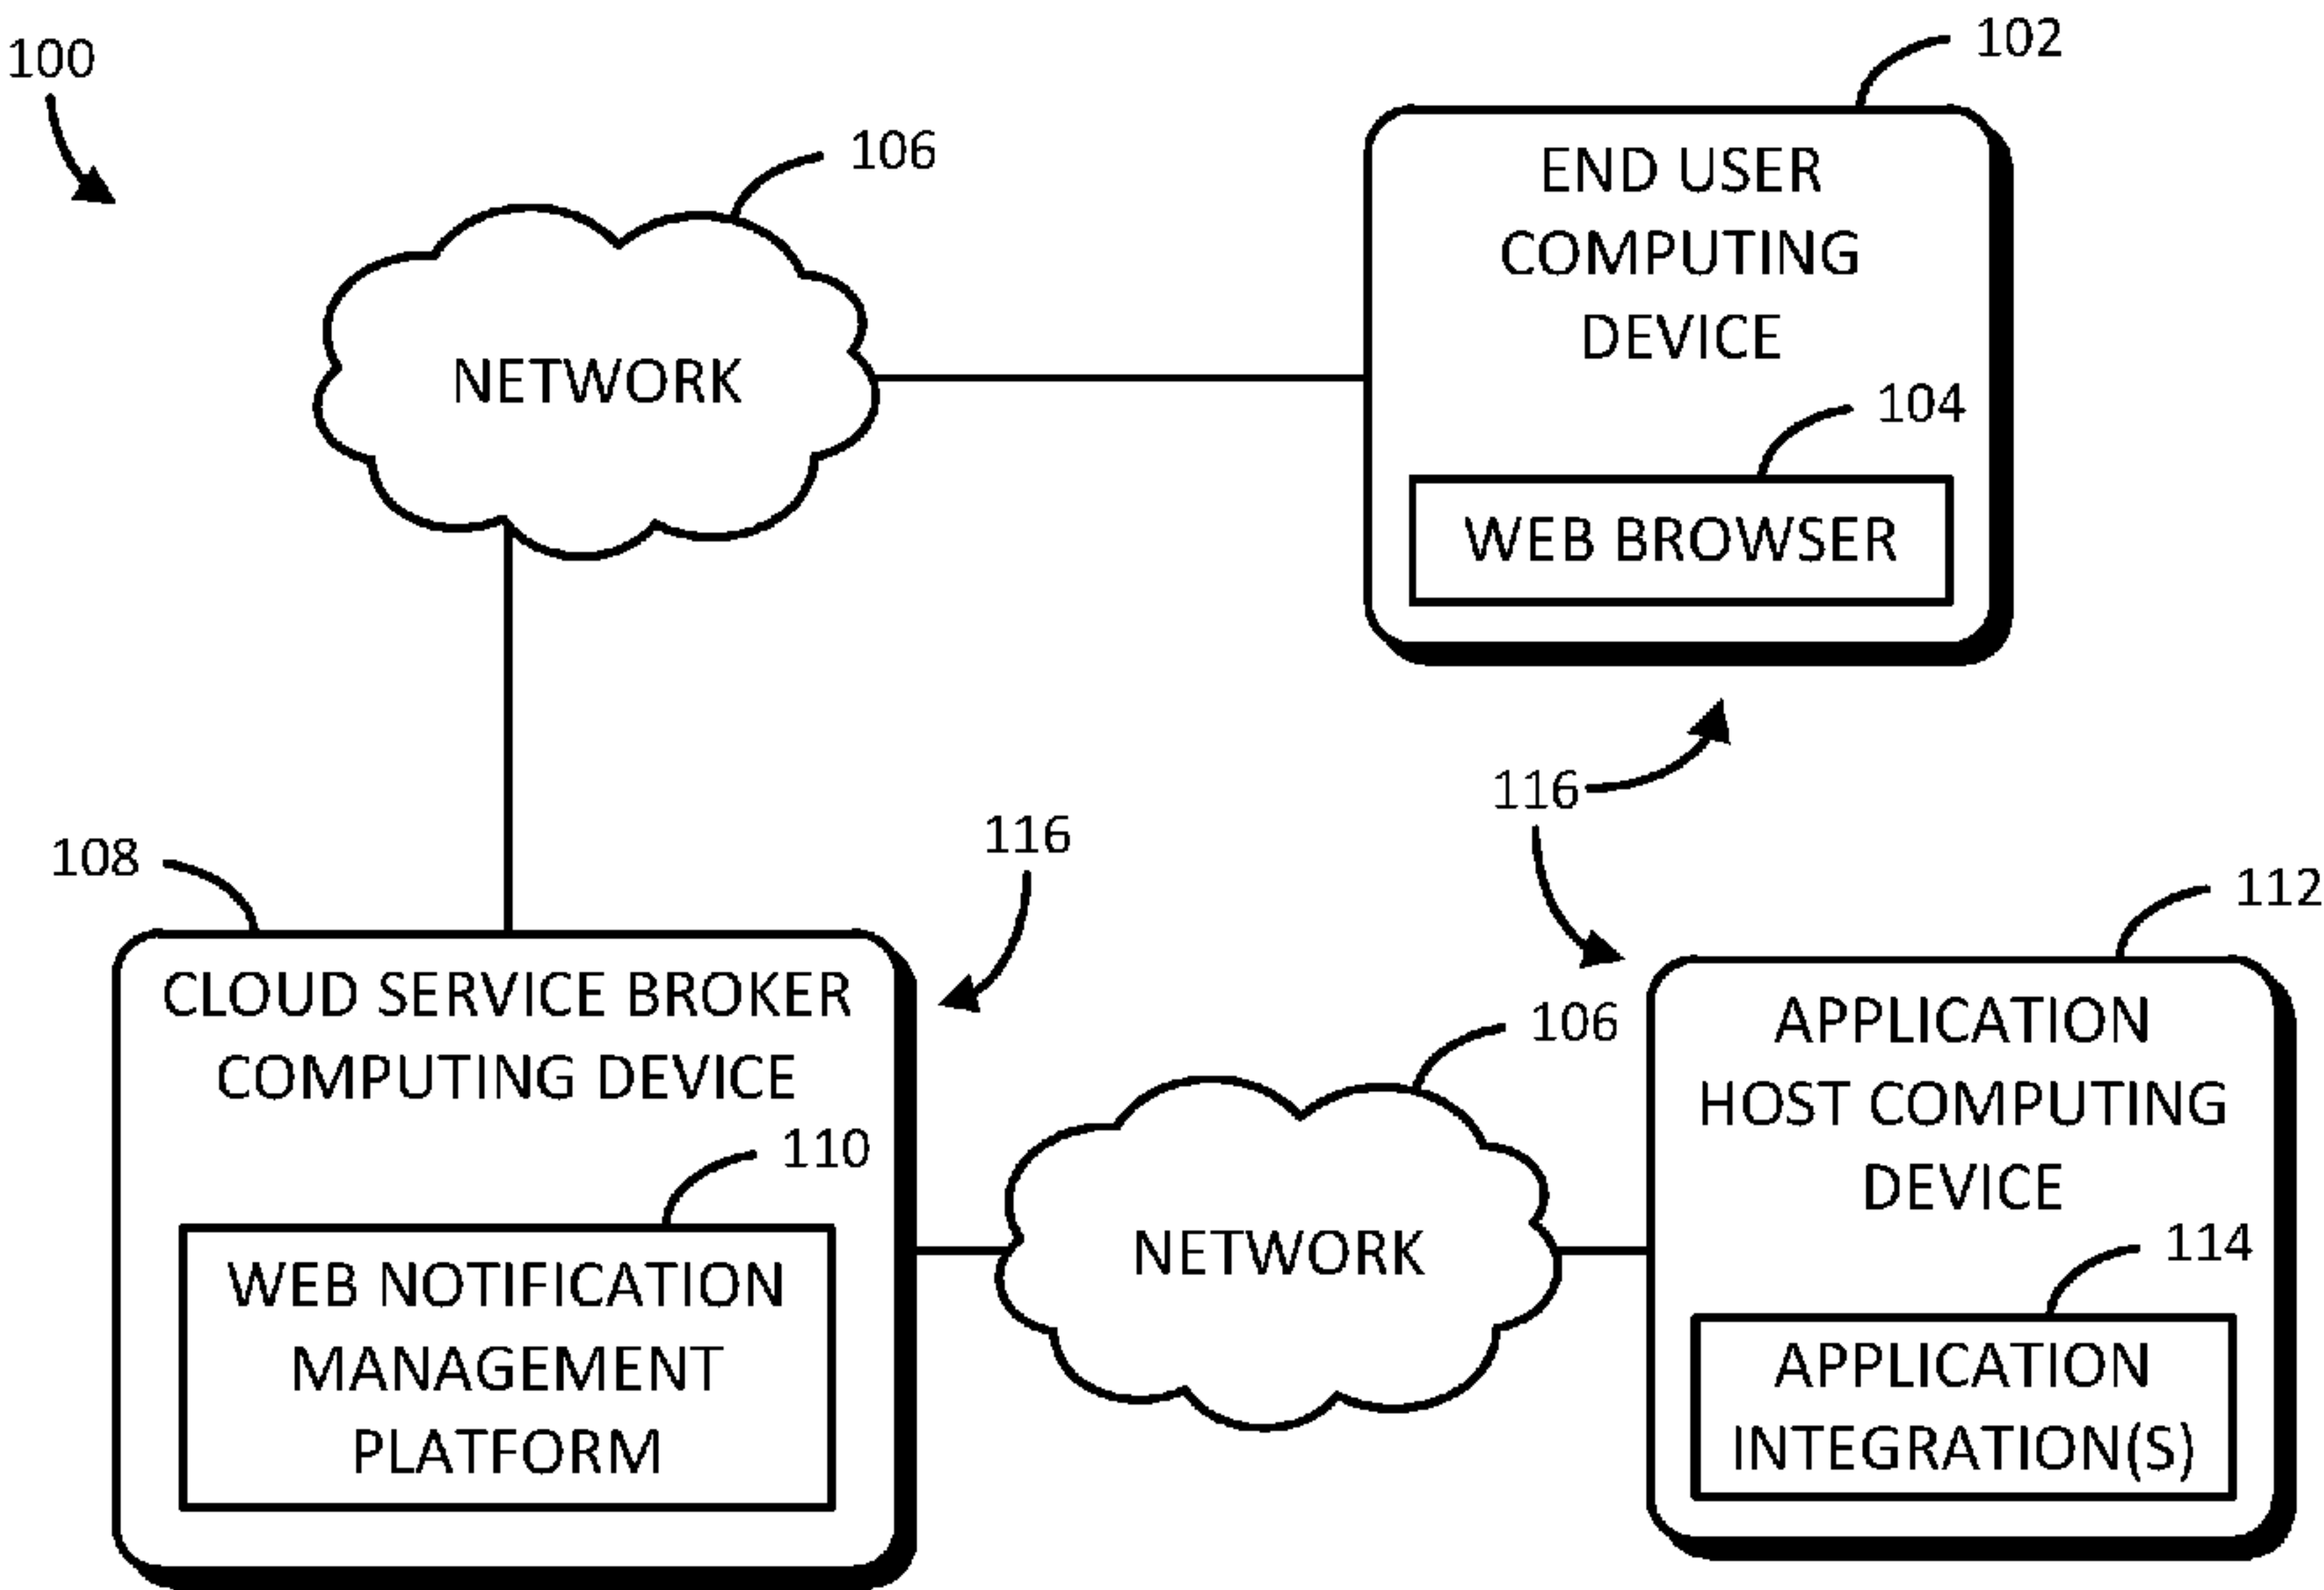 100
102
106
END USER
COMPUTING
DEVICE
NETWORK
104
WEB BROWSER
116
116
108
112
CLOUD SERVICE BROKER
COMPUTING DEVICE
106
APPLICATION
HOST COMPUTING
DEVICE
110
NETWORK
114
WEB NOTIFICATION
MANAGEMENT
PLATFORM
APPLICATION
INTEGRATION(S)